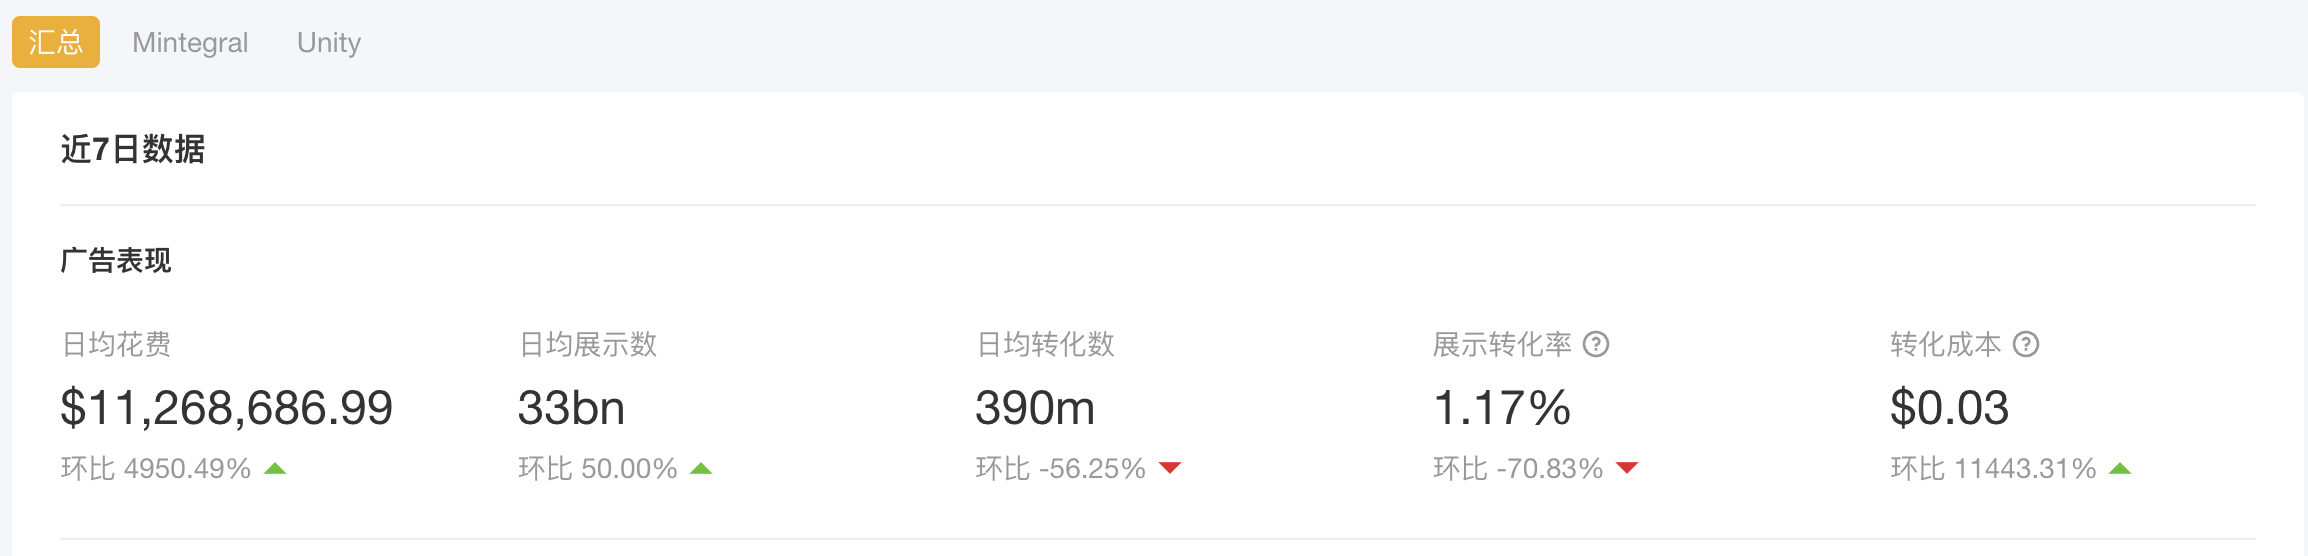 汇总 Mintegral Unity
近7日数据
广告表现
日均花费 日均展示数 日均转化数 展示转化率 ? 转化成本 ?
$11,268,686.99 33bn 390m 1.17% $0.03
环比 4950.49% 环比 50.00% 环比 -56.25% 环比 -70.83% 环比 11443.31%